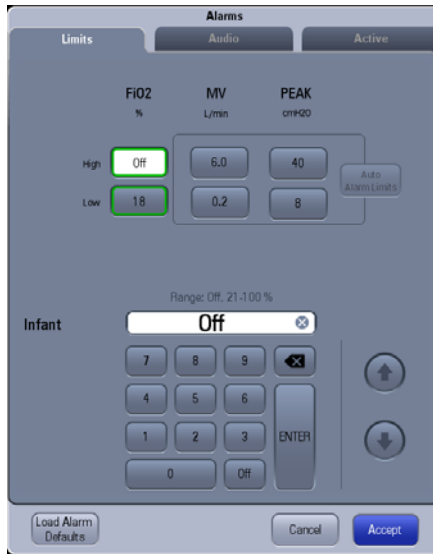 Alarms
Limits Audio Active
FiO2 MV PEAK
% L/min cmH2O
High Off 6.0 40
Auto
Alarm Limits
Low 18 0.2 8
Range: Off, 21-100 %
Infant Off
7 8 9
4 5 6
1 2 3 ENTER
0 Off
Load Alarm
Defaults
Cancel Accept